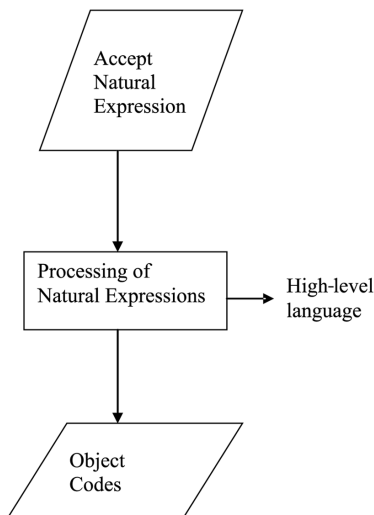 Accept
Natural
Expression
Processing of
Natural Expressions
High-level
language
Object
Codes